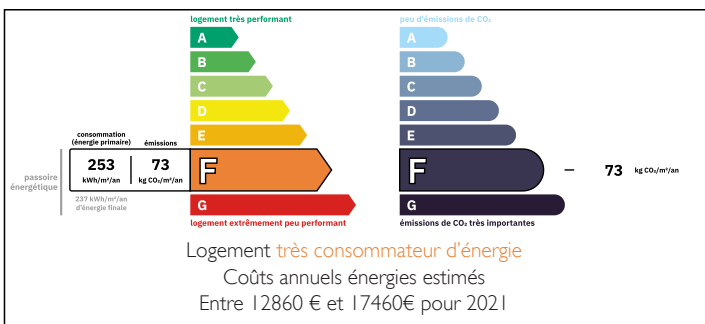 logement très performant
A
B
C
D
E
consommation
(énergie primaire)
émissions
253
kWh/m²/an
73
kg CO₂/m²/an
F
passoire
énergétique
237 kWh/m²/an
d'énergie finale
G
logement extrêmement peu performant
peu d'émissions de CO₂
A
B
C
D
E
F
73 kg CO₂/m²/an
G
émissions de CO₂ très importantes
Logement très consommateur d'énergie
Coûts annuels énergies estimés
Entre 12860 € et 17460€ pour 2021